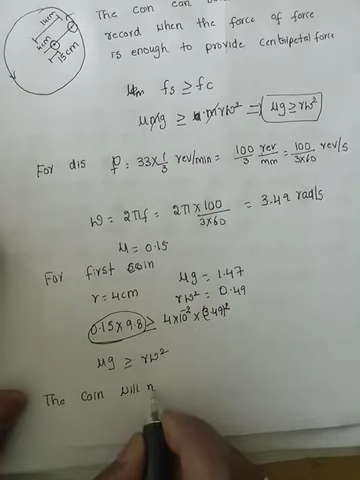 The coin can
record when the force of force
is enough to provide centripetal force
14cm
4cm
15cm
fs ≥ fc
μmg ≥ mrω² = μg ≥ rω²
For dis f = 33×1/3 rev/min = 100/3 rev/min = 100/3×60 rev/s
ω = 2πf = 2π×100/3×60 = 3.49 rad/s
μ = 0.15
For first coin
μg = 1.47
r = 4cm
rω² = 0.49
0.15 × 9.8 ≥ 4×10⁻² × (3.49)²
μg ≥ rω²
The coin will n